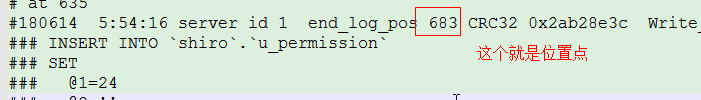 # at 635
#180614  5:54:16 server id 1  end_log_pos 683 CRC32 0x2ab28e3c  Write_
### INSERT INTO `shiro`.`u_permission`
这个就是位置点
### SET
###   @1=24